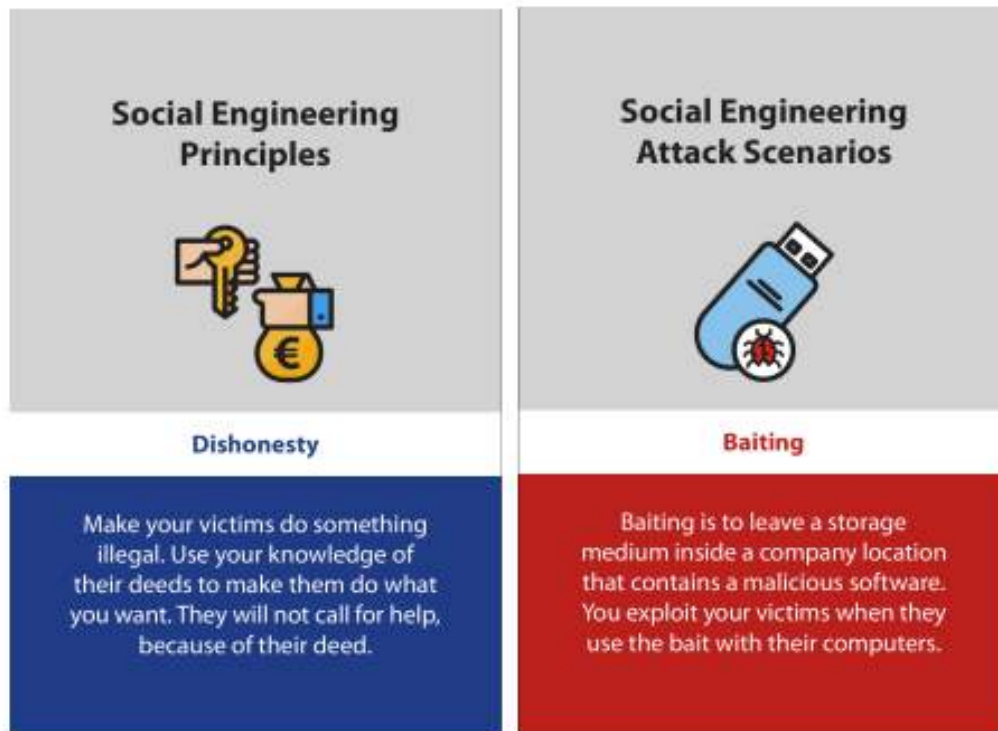 Social Engineering
Principles
€
Dishonesty
Make your victims do something
illegal. Use your knowledge of
their deeds to make them do what
you want. They will not call for help,
because of their deed.
Social Engineering
Attack Scenarios
Baiting
Baiting is to leave a storage
medium inside a company location
that contains a malicious software.
You exploit your victims when they
use the bait with their computers.